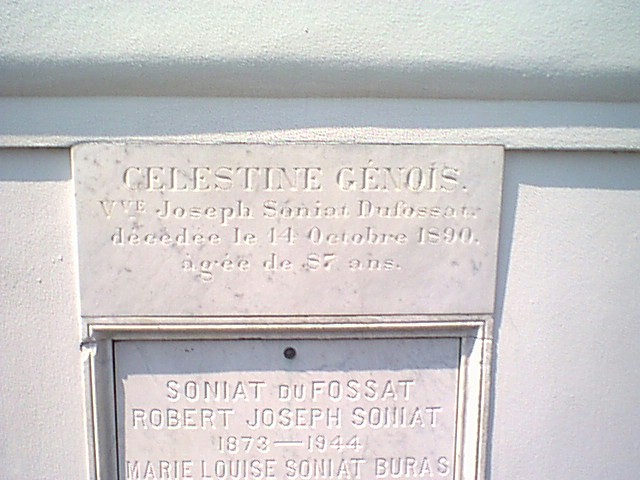 CELESTINE GÉNOIS.
VVE Joseph Soniat Dufossat.
décédée le 14 Octobre 1890.
agée de 87 ans.
SONIAT DU FOSSAT
ROBERT JOSEPH SONIAT
1873—1944
MARIE LOUISE SONIAT BURAS